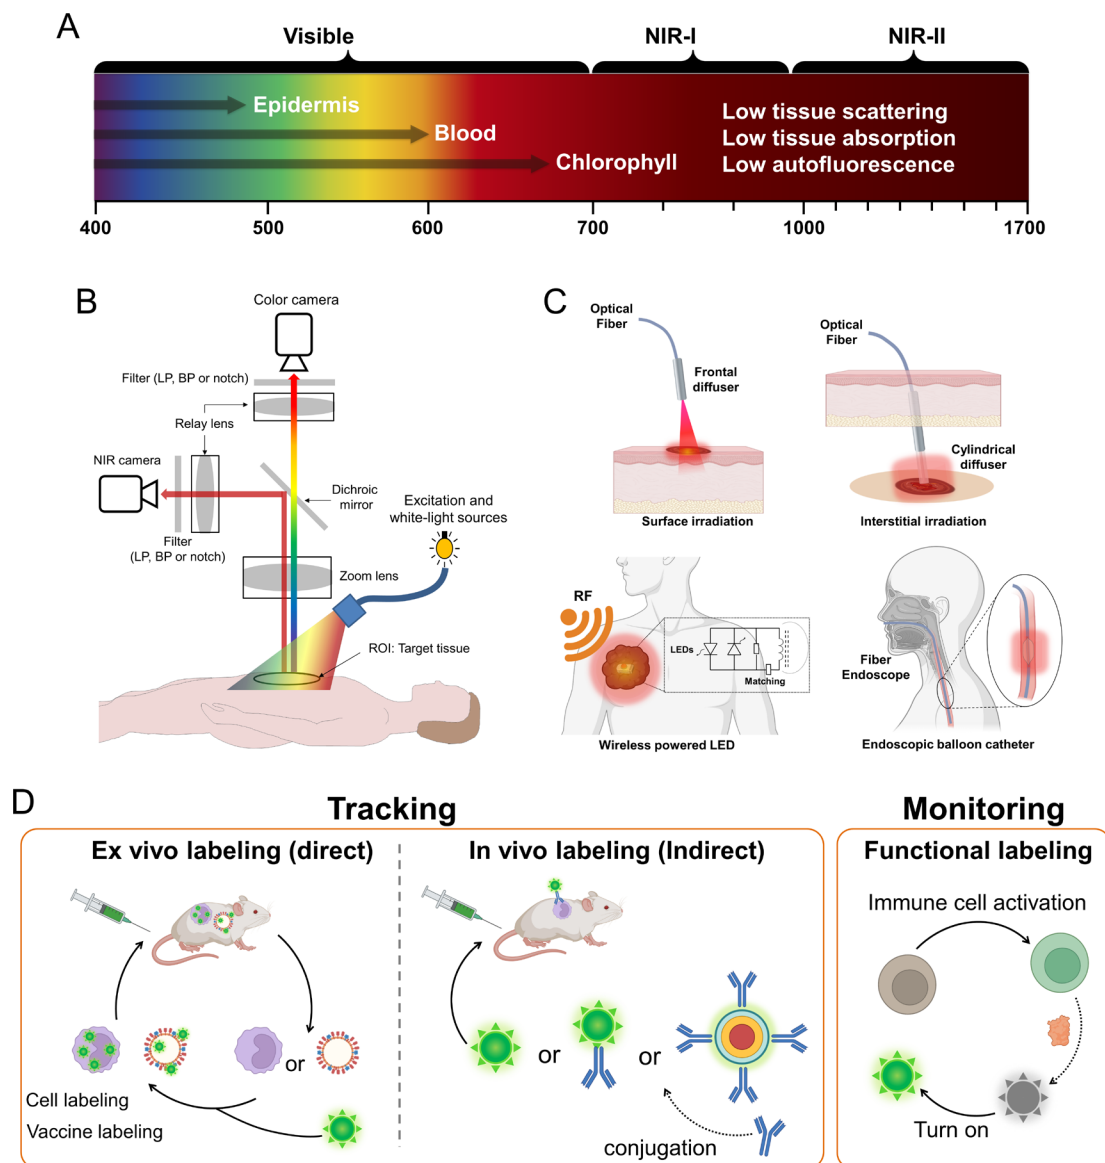 A
Visible
NIR-I
NIR-II
Epidermis
Blood
Chlorophyll
Low tissue scattering
Low tissue absorption
Low autofluorescence
400
500
600
700
1000
1700
B
Color camera
Filter (LP, BP or notch)
Relay lens
NIR camera
Dichroic
mirror
Excitation and
white-light sources
Filter
(LP, BP or notch)
Zoom lens
ROI: Target tissue
C
Optical
Fiber
Frontal
diffuser
Surface irradiation
Optical
Fiber
Cylindrical
diffuser
Interstitial irradiation
RF
LEDs
Matching
Wireless powered LED
Fiber
Endoscope
Endoscopic balloon catheter
D
Tracking
Monitoring
Ex vivo labeling (direct)
In vivo labeling (Indirect)
Functional labeling
Immune cell activation
or
Cell labeling
Vaccine labeling
or
or
conjugation
Turn on